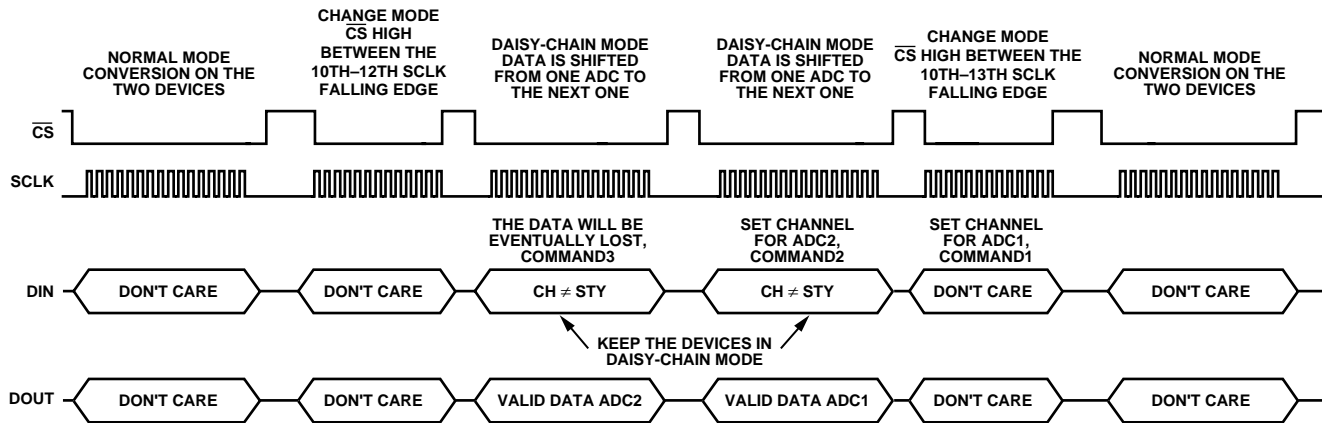 NORMAL MODE
CONVERSION ON THE
TWO DEVICES
CHANGE MODE
CS HIGH
BETWEEN THE
10TH–12TH SCLK
FALLING EDGE
DAISY-CHAIN MODE
DATA IS SHIFTED
FROM ONE ADC TO
THE NEXT ONE
DAISY-CHAIN MODE
DATA IS SHIFTED
FROM ONE ADC TO
THE NEXT ONE
CHANGE MODE
CS HIGH BETWEEN THE
10TH–13TH SCLK
FALLING EDGE
NORMAL MODE
CONVERSION ON THE
TWO DEVICES
CS
SCLK
THE DATA WILL BE
EVENTUALLY LOST,
COMMAND3
SET CHANNEL
FOR ADC2,
COMMAND2
SET CHANNEL
FOR ADC1,
COMMAND1
DIN
DON'T CARE
DON'T CARE
CH ≠ STY
CH ≠ STY
DON'T CARE
DON'T CARE
KEEP THE DEVICES IN
DAISY-CHAIN MODE
DOUT
DON'T CARE
DON'T CARE
VALID DATA ADC2
VALID DATA ADC1
DON'T CARE
DON'T CARE